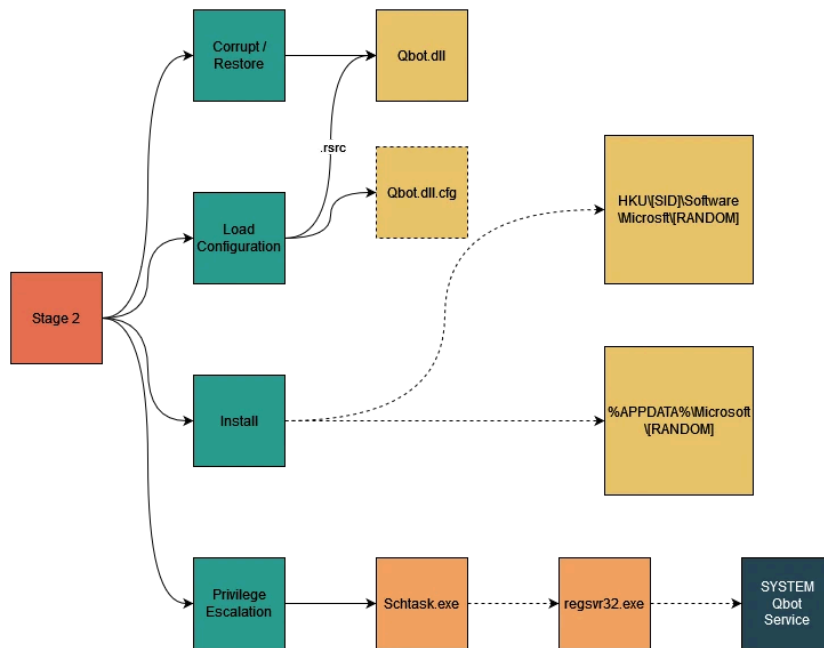 Corrupt /
Restore
Qbot.dll
.rsrc
Qbot.dll.cfg
HKU\[SID]\Software
\Microsft\[RANDOM]
Load
Configuration
Stage 2
Install
%APPDATA%\Microsoft
\[RANDOM]
Privilege
Escalation
Schtask.exe
regsvr32.exe
SYSTEM
Qbot
Service